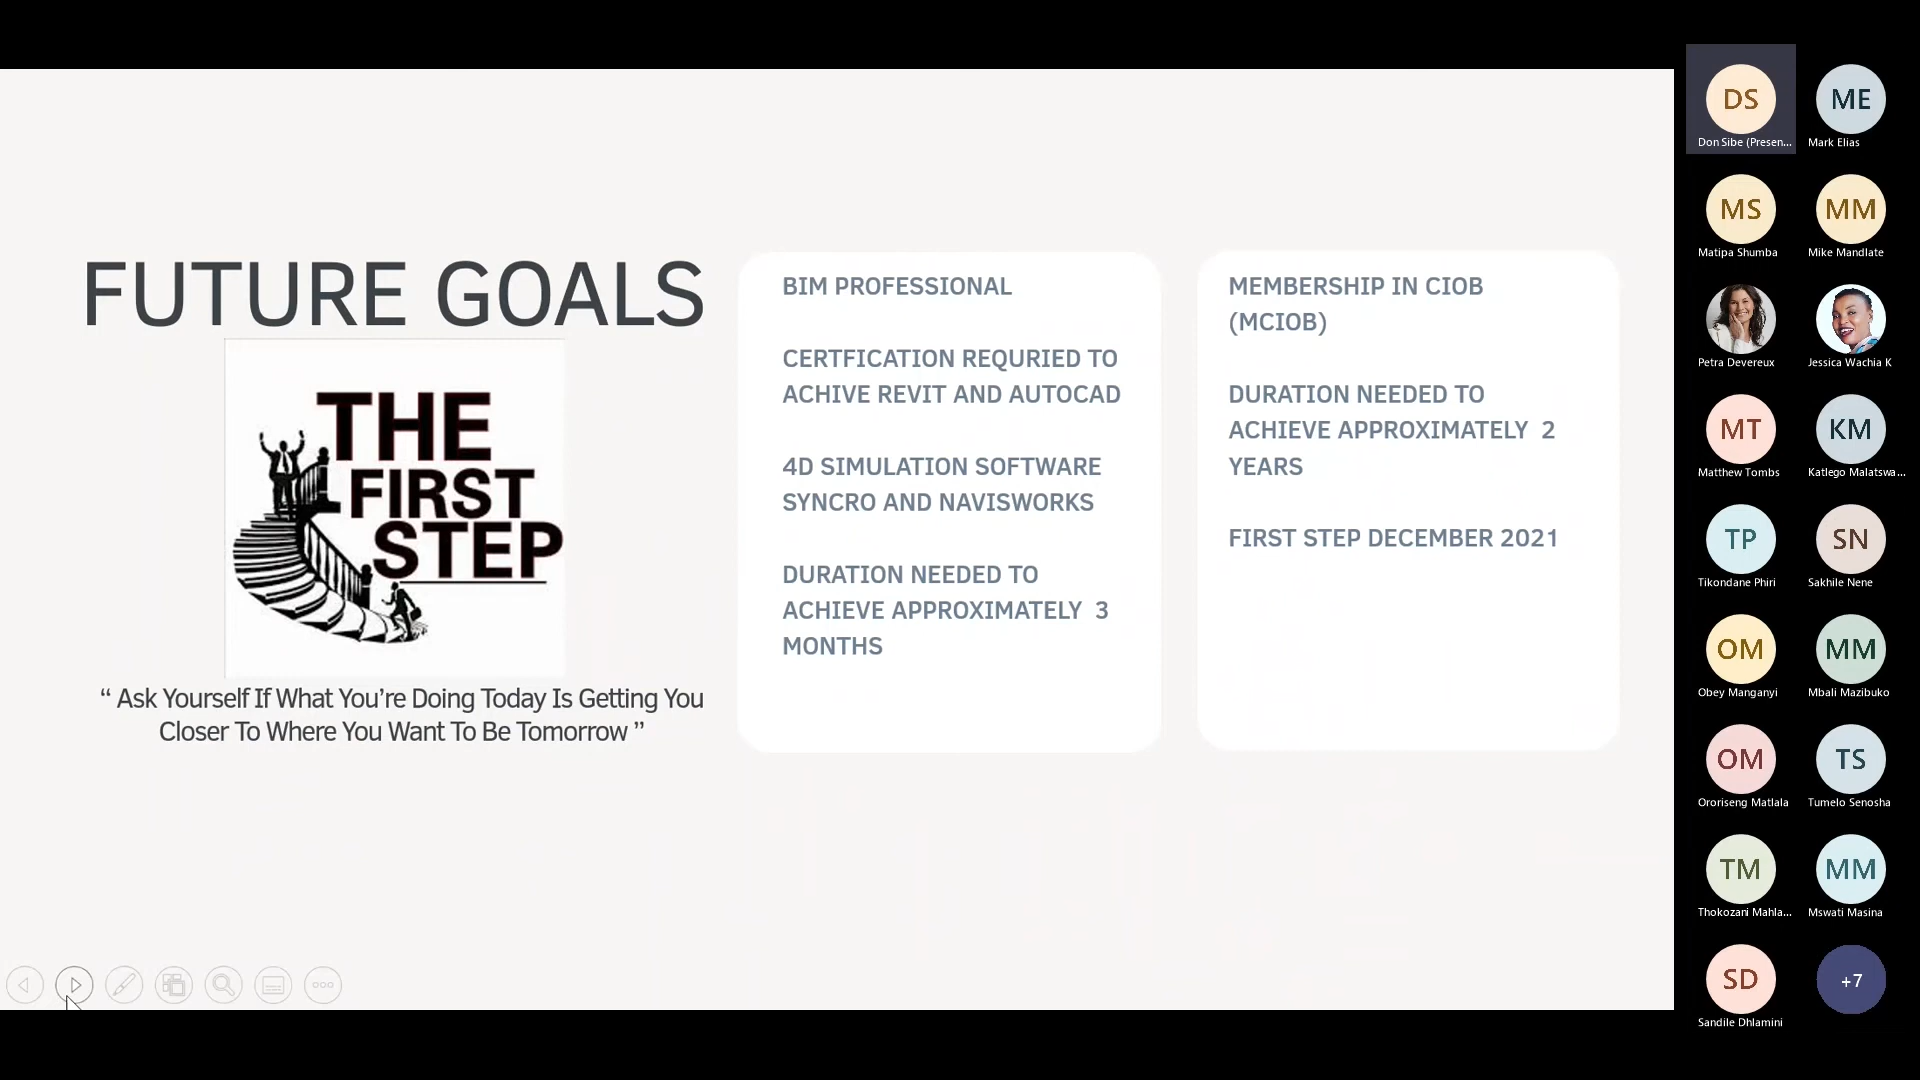 FUTURE GOALS
THE
FIRST
STEP
“ Ask Yourself If What You’re Doing Today Is Getting You
Closer To Where You Want To Be Tomorrow ”
BIM PROFESSIONAL
CERTFICATION REQURIED TO
ACHIVE REVIT AND AUTOCAD
4D SIMULATION SOFTWARE
SYNCRO AND NAVISWORKS
DURATION NEEDED TO
ACHIEVE APPROXIMATELY 3
MONTHS
MEMBERSHIP IN CIOB
(MCIOB)
DURATION NEEDED TO
ACHIEVE APPROXIMATELY 2
YEARS
FIRST STEP DECEMBER 2021
DS
Don Sibe (Presen...
ME
Mark Elias
MS
Matipa Shumba
MM
Mike Mandlate
Petra Devereux
Jessica Wachia K
MT
Matthew Tombs
KM
Katlego Malatswa...
TP
Tikondane Phiri
SN
Sakhile Nene
OM
Obey Manganyi
MM
Mbali Mazibuko
OM
Ororiseng Matlala
TS
Tumelo Senosha
TM
Thokozani Mahla...
MM
Mswati Masina
SD
Sandile Dhlamini
+7